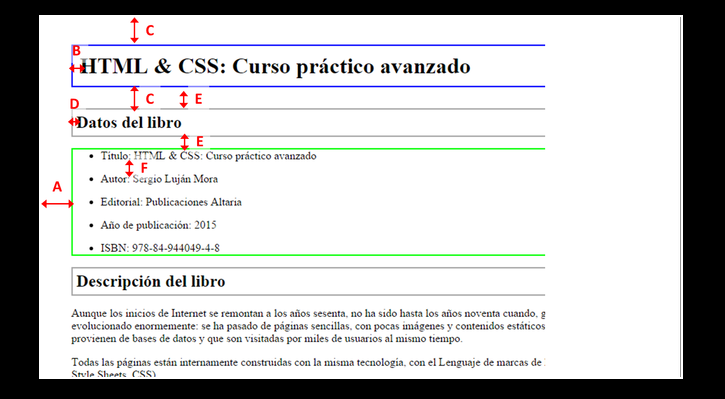 C
B
HTML & CSS: Curso práctico avanzado
C
E
D
Datos del libro
E
Título: HTML & CSS: Curso práctico avanzado
F
Autor: Sergio Luján Mora
A
Editorial: Publicaciones Altaria
Año de publicación: 2015
ISBN: 978-84-944049-4-8
Descripción del libro
Aunque los inicios de Internet se remontan a los años sesenta, no ha sido hasta los años noventa cuando, g
evolucionado enormemente: se ha pasado de páginas sencillas, con pocas imágenes y contenidos estáticos
provienen de bases de datos y que son visitadas por miles de usuarios al mismo tiempo.
Todas las páginas están internamente construidas con la misma tecnología, con el Lenguaje de marcas de
Style Sheets, CSS)